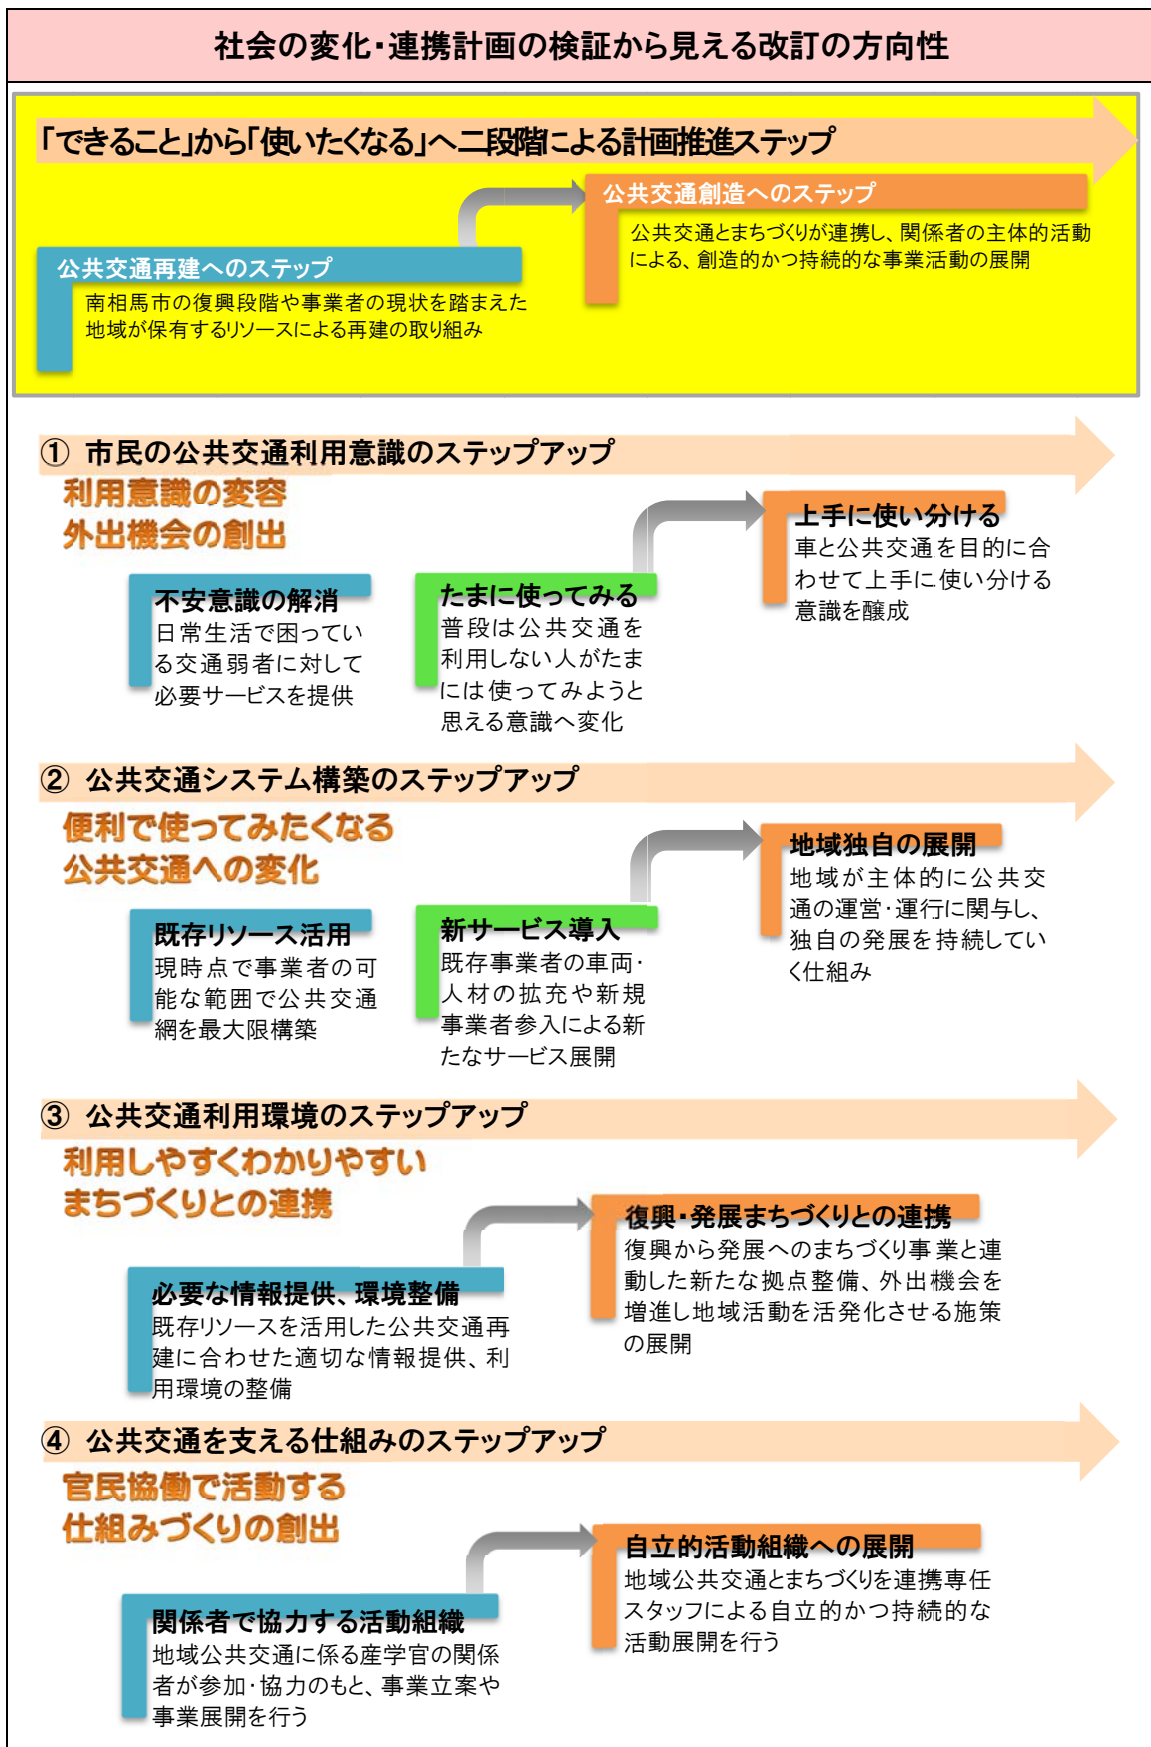 社会の変化・連携計画の検証から見える改訂の方向性
「できること」から「使いたくなる」へ二段階による計画推進ステップ
公共交通創造へのステップ
公共交通とまちづくりが連携し、関係者の主体的活動
による、創造的かつ持続的な事業活動の展開
公共交通再建へのステップ
南相馬市の復興段階や事業者の現状を踏まえた
地域が保有するリソースによる再建の取り組み
① 市民の公共交通利用意識のステップアップ
利用意識の変容
外出機会の創出
不安意識の解消
日常生活で困ってい
る交通弱者に対して
必要サービスを提供
たまに使ってみる
普段は公共交通を
利用しない人がたま
には使ってみようと
思える意識へ変化
上手に使い分ける
車と公共交通を目的に合
わせて上手に使い分ける
意識を醸成
② 公共交通システム構築のステップアップ
便利で使ってみたくなる
公共交通への変化
既存リソース活用
現時点で事業者の可
能な範囲で公共交通
網を最大限構築
新サービス導入
既存事業者の車両・
人材の拡充や新規
事業者参入による新
たなサービス展開
地域独自の展開
地域が主体的に公共交
通の運営・運行に関与し、
独自の発展を持続してい
く仕組み
③ 公共交通利用環境のステップアップ
利用しやすくわかりやすい
まちづくりとの連携
必要な情報提供、環境整備
既存リソースを活用した公共交通再
建に合わせた適切な情報提供、利
用環境の整備
復興・発展まちづくりとの連携
復興から発展へのまちづくり事業と連
動した新たな拠点整備、外出機会を
増進し地域活動を活発化させる施策
の展開
④ 公共交通を支える仕組みのステップアップ
官民協働で活動する
仕組みづくりの創出
関係者で協力する活動組織
地域公共交通に係る産学官の関係
者が参加・協力のもと、事業立案や
事業展開を行う
自立的活動組織への展開
地域公共交通とまちづくりを連携専任
スタッフによる自立的かつ持続的な
活動展開を行う